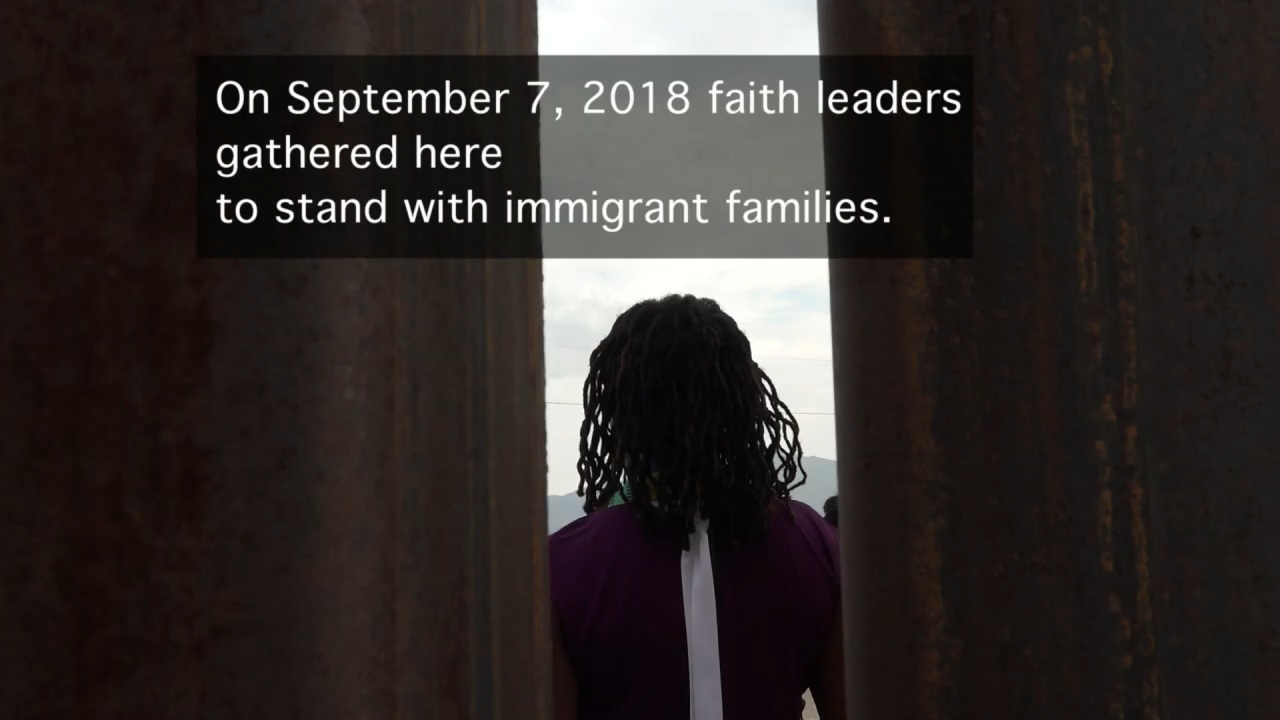 On September 7, 2018 faith leaders
gathered here
to stand with immigrant families.